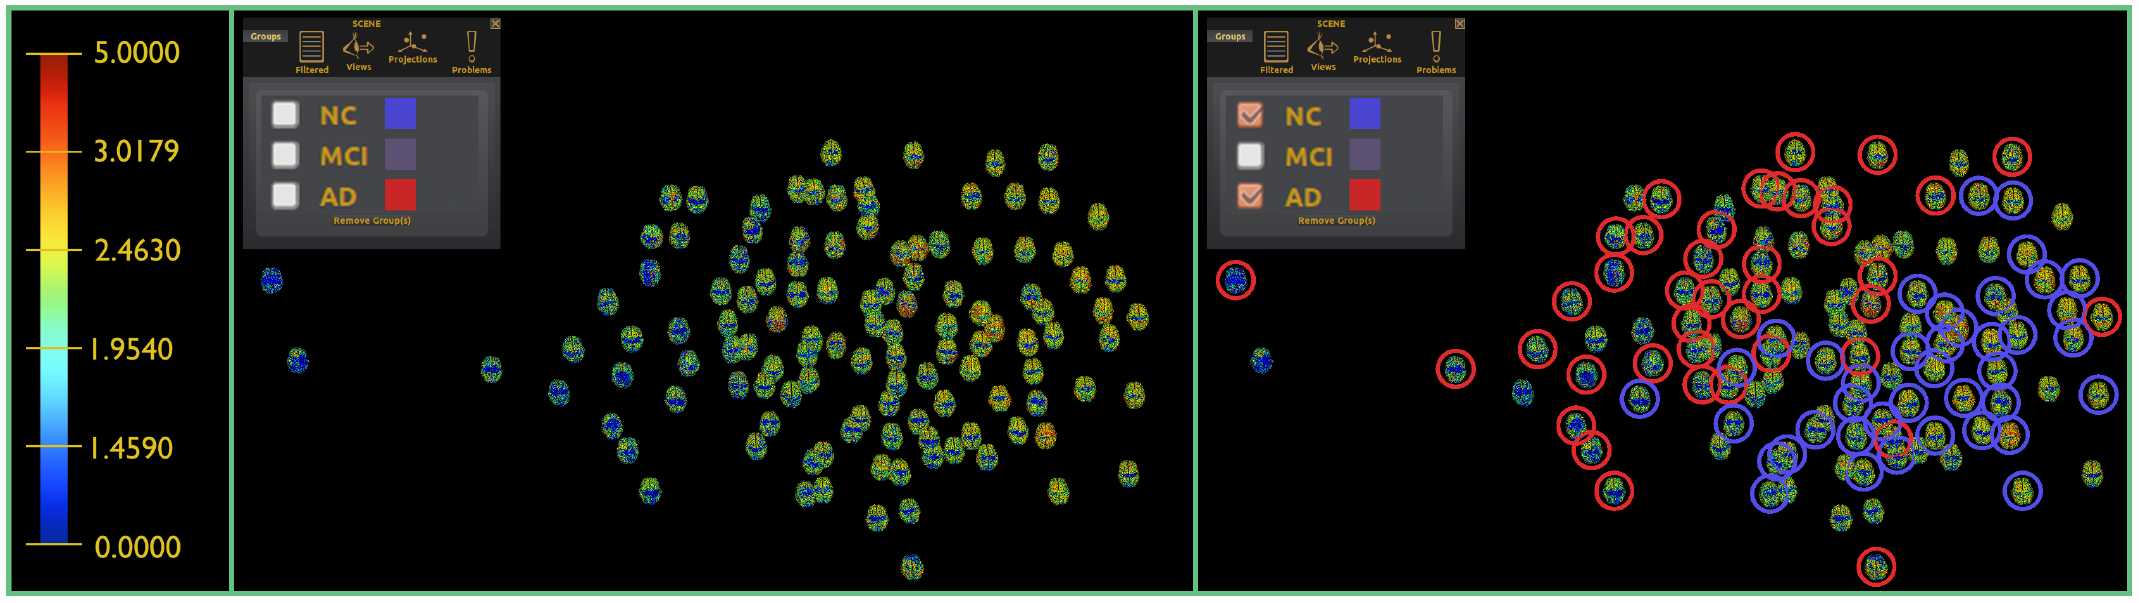 5.0000
3.0179
2.4630
1.9540
1.4590
0.0000
SCENE
Groups
Filtered
Views
Projections
Problems
NC
MCI
AD
Remove Group(s)
SCENE
Groups
Filtered
Views
Projections
Problems
NC
MCI
AD
Remove Group(s)